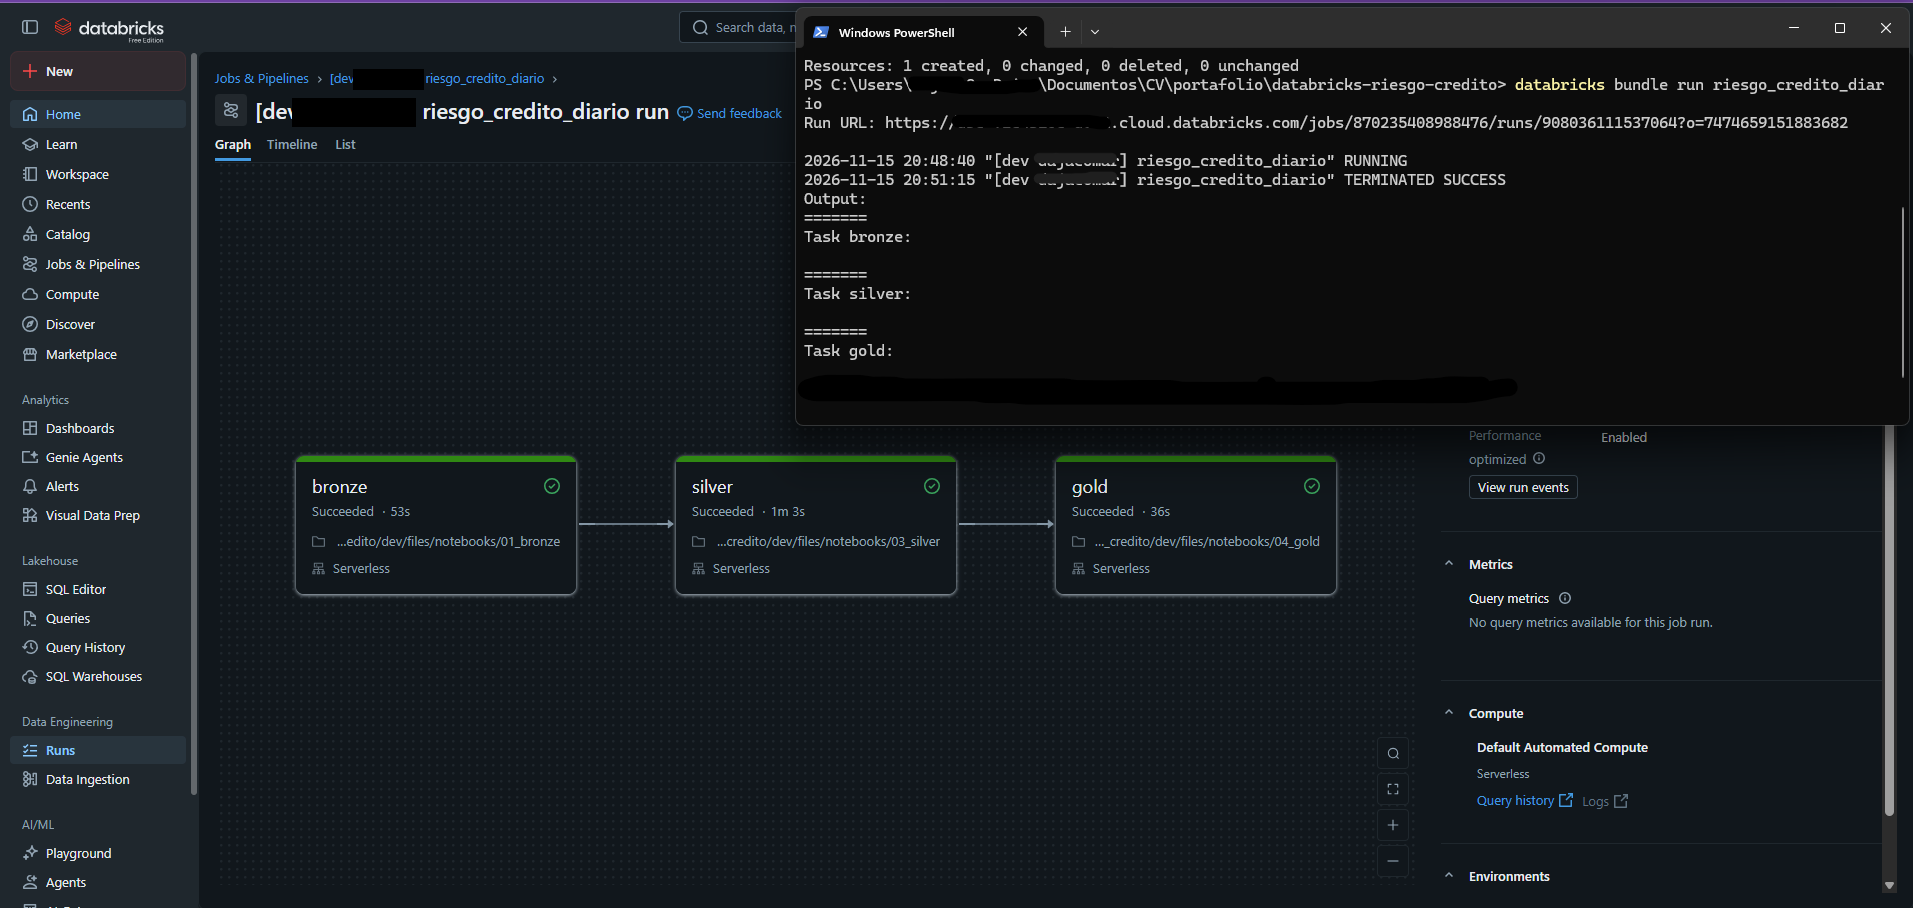 databricks
Free Edition
Search data, n
New
Home
Learn
Workspace
Recents
Catalog
Jobs & Pipelines
Compute
Discover
Marketplace
Analytics
Dashboards
Genie Agents
Alerts
Visual Data Prep
Lakehouse
SQL Editor
Queries
Query History
SQL Warehouses
Data Engineering
Runs
Data Ingestion
AI/ML
Playground
Agents
Jobs & Pipelines › [dev riesgo_credito_diario ›
[dev riesgo_credito_diario run Send feedback
Graph Timeline List
Windows PowerShell
Resources: 1 created, 0 changed, 0 deleted, 0 unchanged
PS C:\Users\ \Documentos\CV\portafolio\databricks-riesgo-credito> databricks bundle run riesgo_credito_diar
io
Run URL: https:// .cloud.databricks.com/jobs/870235408988476/runs/908036111537064?o=7474659151883682
2026-11-15 20:48:40 "[dev ] riesgo_credito_diario" RUNNING
2026-11-15 20:51:15 "[dev ] riesgo_credito_diario" TERMINATED SUCCESS
Output:
=======
Task bronze:
=======
Task silver:
=======
Task gold:
bronze
Succeeded · 53s
...edito/dev/files/notebooks/01_bronze
Serverless
silver
Succeeded · 1m 3s
...credito/dev/files/notebooks/03_silver
Serverless
gold
Succeeded · 36s
..._credito/dev/files/notebooks/04_gold
Serverless
Performance optimized Enabled
View run events
Metrics
Query metrics
No query metrics available for this job run.
Compute
Default Automated Compute
Serverless
Query history Logs
Environments